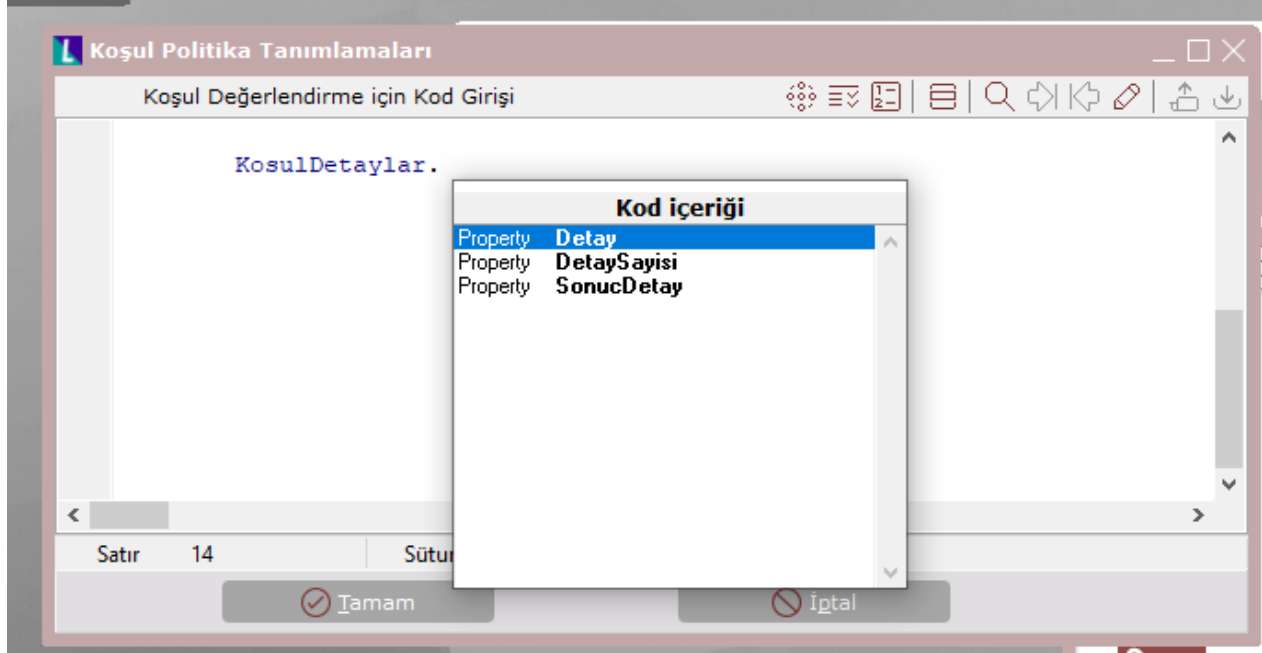 Koşul Politika Tanımlamaları
Koşul Değerlendirme için Kod Girişi
KosulDetaylar.
Kod içeriği
Property Detay
Property DetaySayisi
Property SonucDetay
Satır 14 Sütu
Tamam İptal